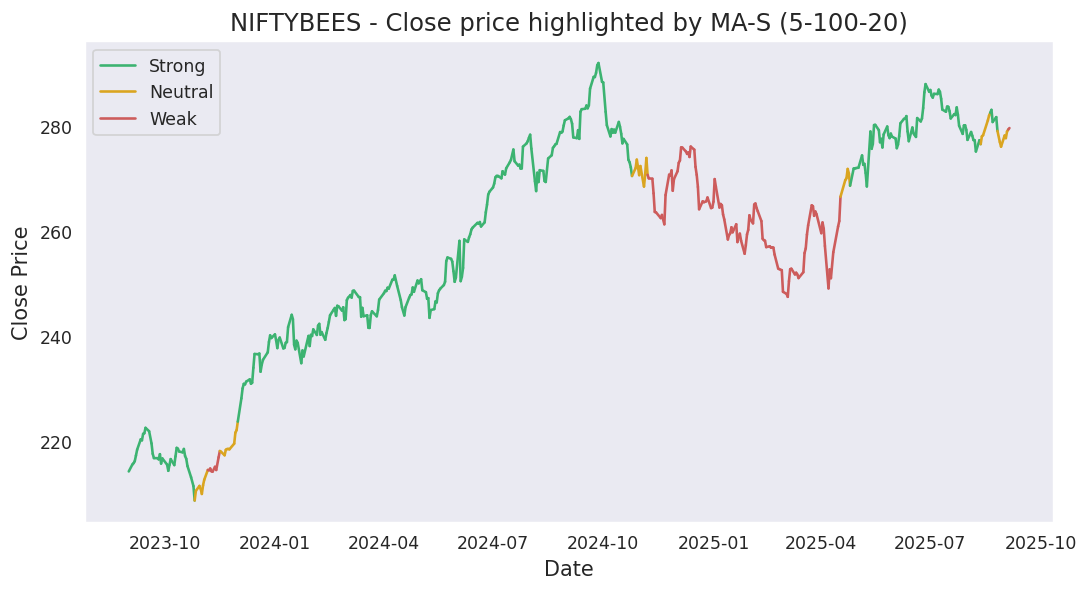 NIFTYBEES - Close price highlighted by MA-S (5-100-20)
Strong
Neutral
Weak
Close Price
280
260
240
220
2023-10 2024-01 2024-04 2024-07 2024-10 2025-01 2025-04 2025-07 2025-10
Date